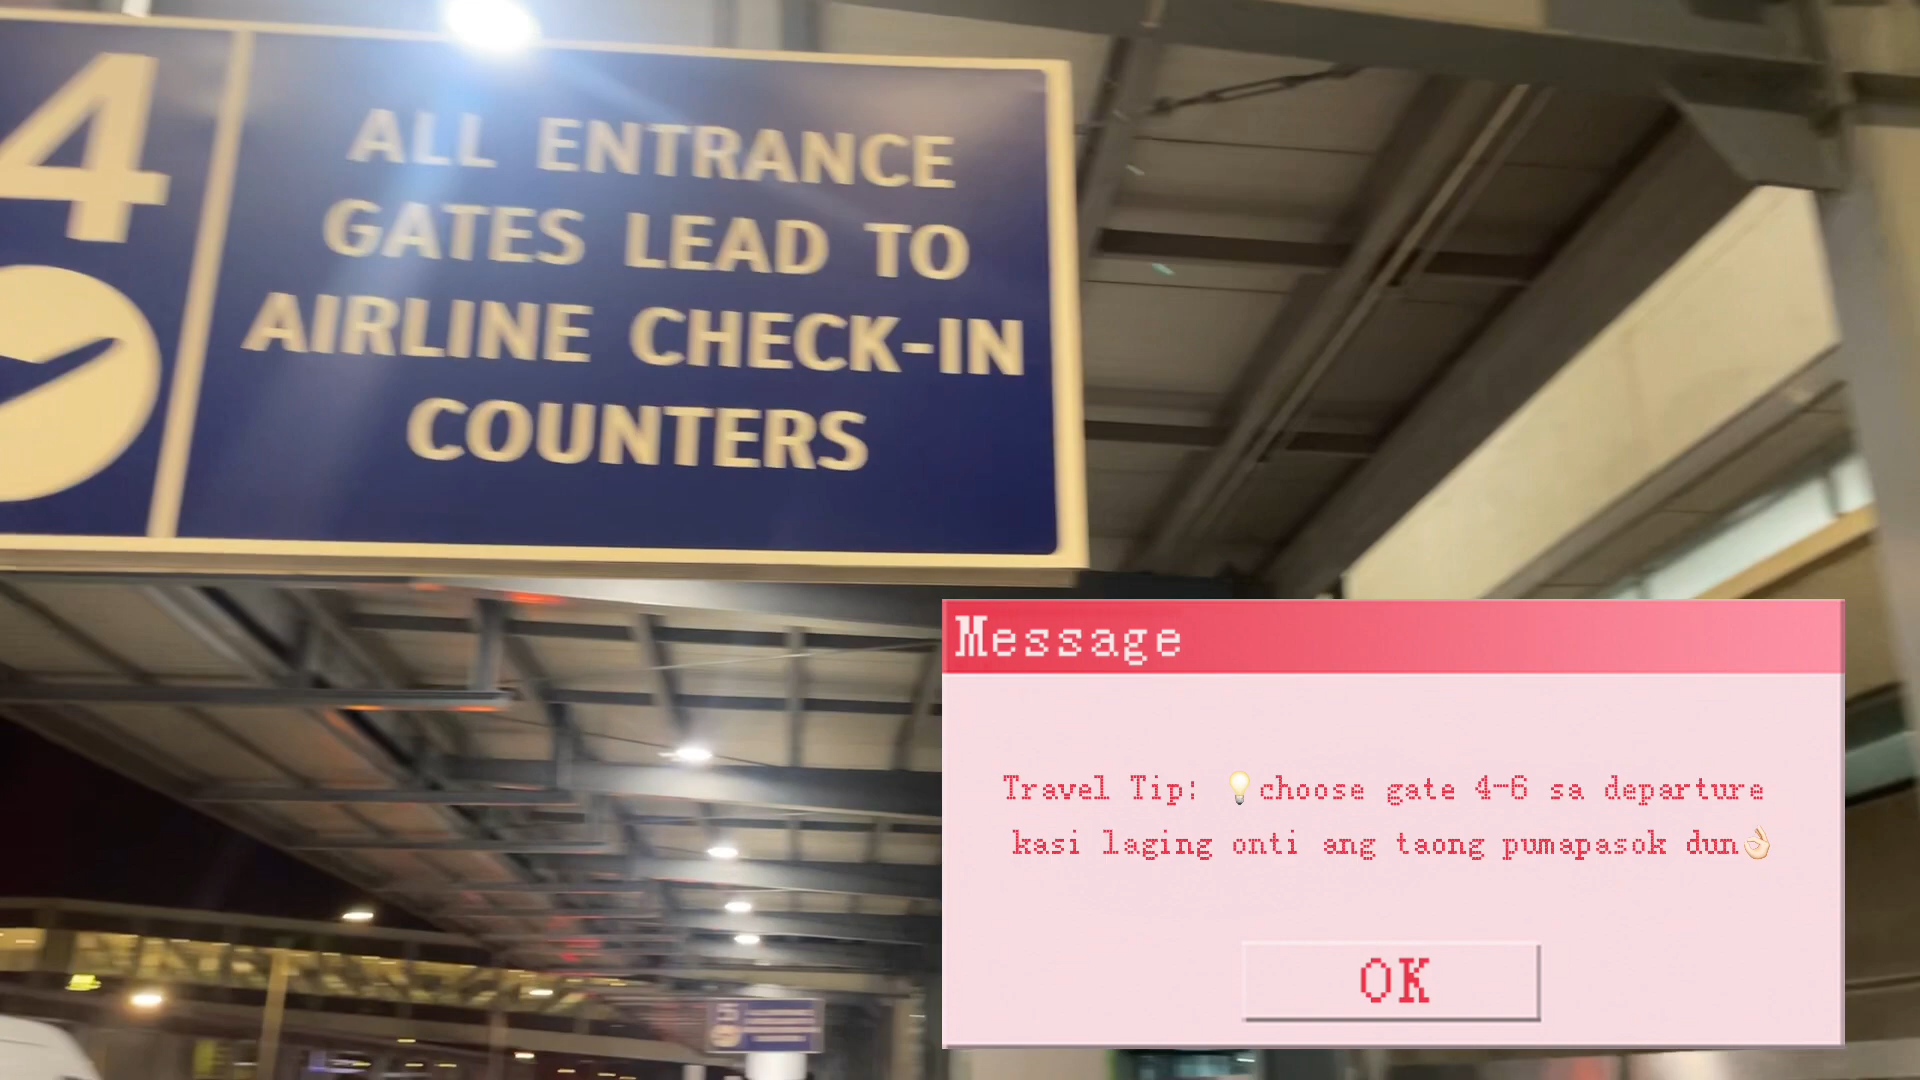 4
ALL ENTRANCE
GATES LEAD TO
AIRLINE CHECK-IN
COUNTERS
Message
Travel Tip: 💡choose gate 4-6 sa departure
kasi laging onti ang taong pumapasok dun👌🏻
OK
5